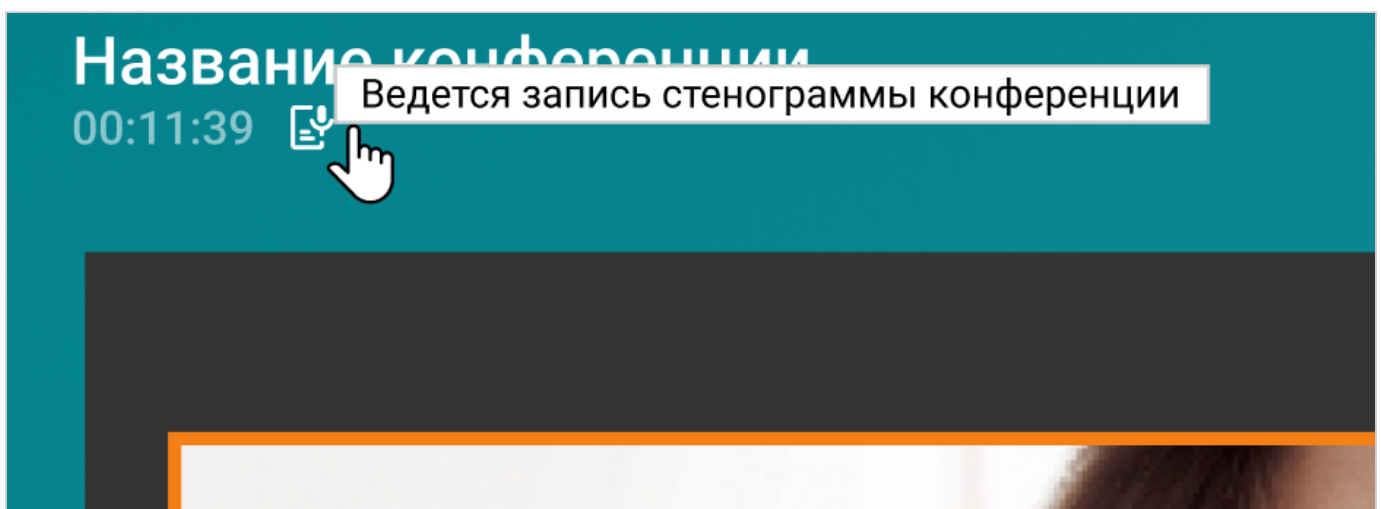 Название конференции
Ведется запись стенограммы конференции
00:11:39